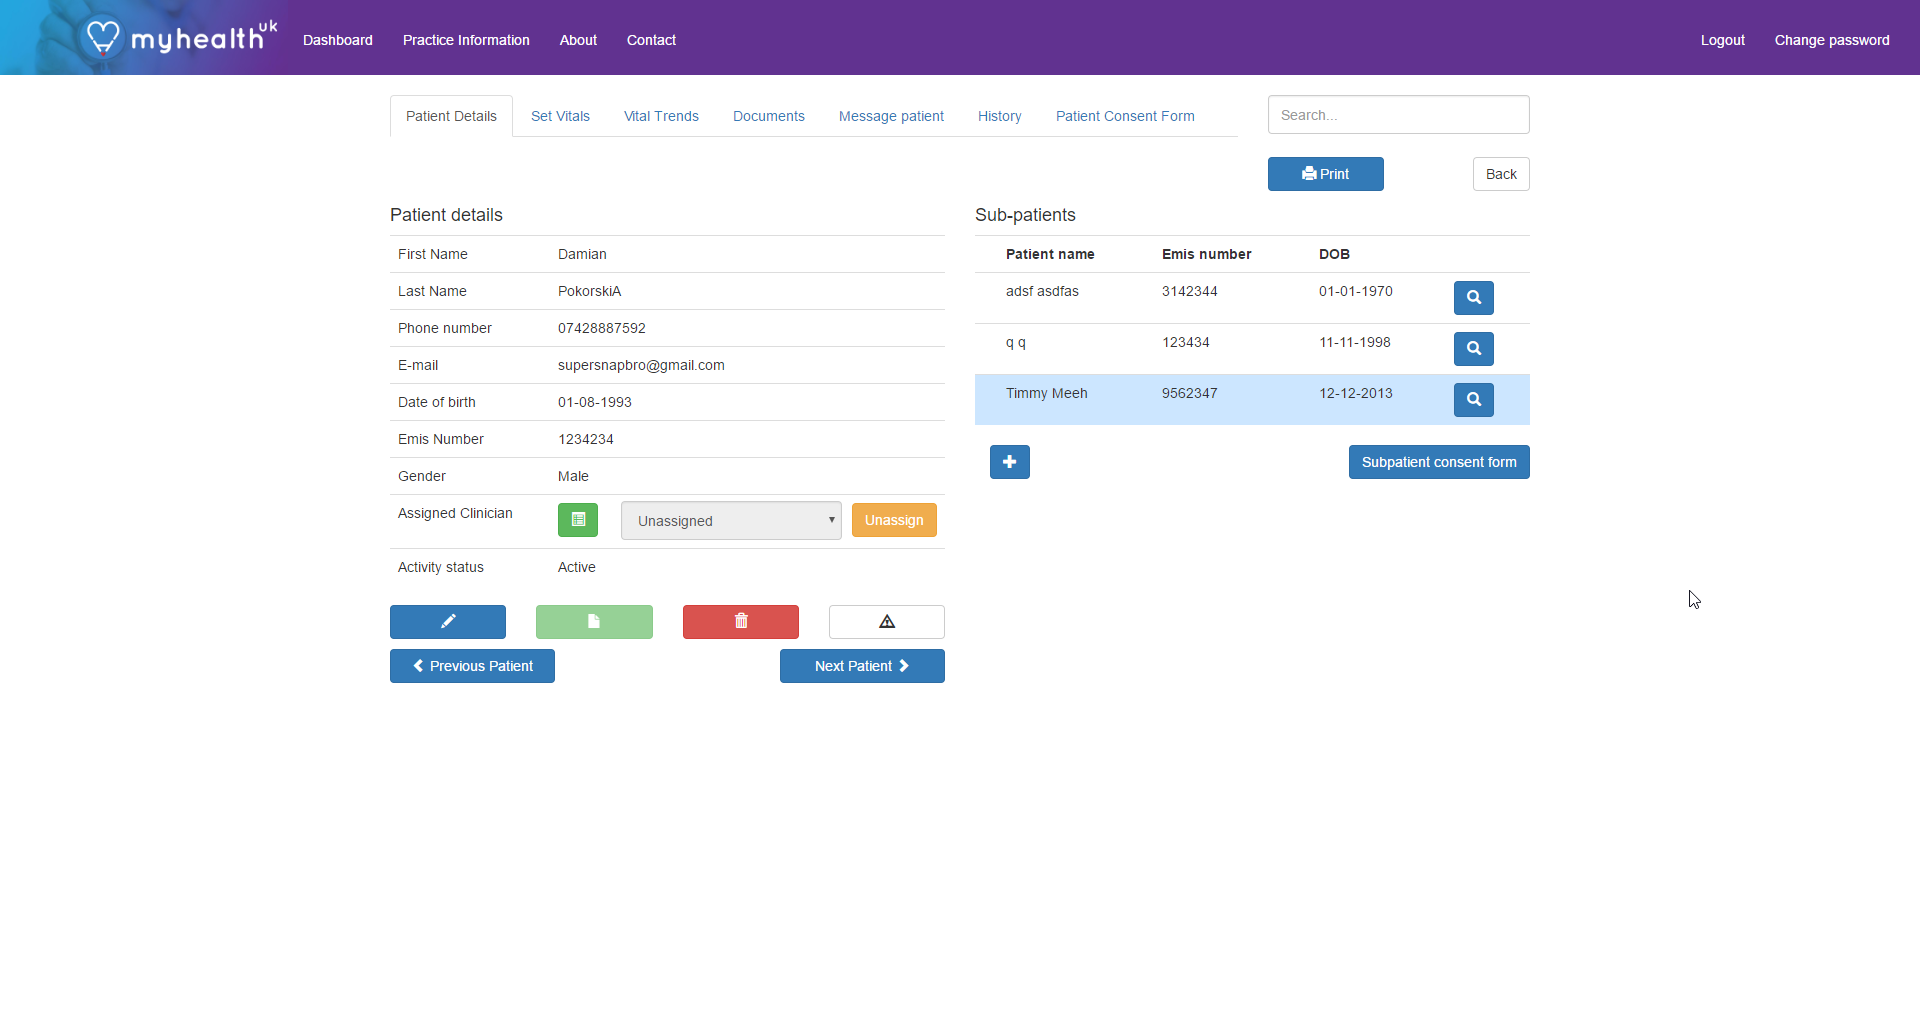 myhealth uk
Dashboard Practice Information About Contact Logout Change password
Patient Details Set Vitals Vital Trends Documents Message patient History Patient Consent Form Search...
Print Back
Patient details
First Name Damian
Last Name PokorskiA
Phone number 07428887592
E-mail supersnapbro@gmail.com
Date of birth 01-08-1993
Emis Number 1234234
Gender Male
Assigned Clinician Unassigned Unassign
Activity status Active
Previous Patient Next Patient
Sub-patients
Patient name Emis number DOB
adsf asdfas 3142344 01-01-1970
q q 123434 11-11-1998
Timmy Meeh 9562347 12-12-2013
Subpatient consent form